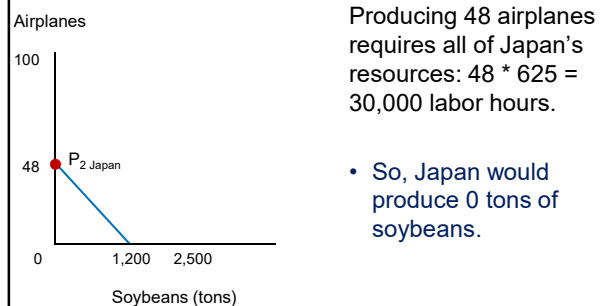 Airplanes
100
48
P2 Japan
0
1,200
2,500
Soybeans (tons)
Producing 48 airplanes
requires all of Japan’s
resources: 48 * 625 =
30,000 labor hours.
• So, Japan would
produce 0 tons of
soybeans.